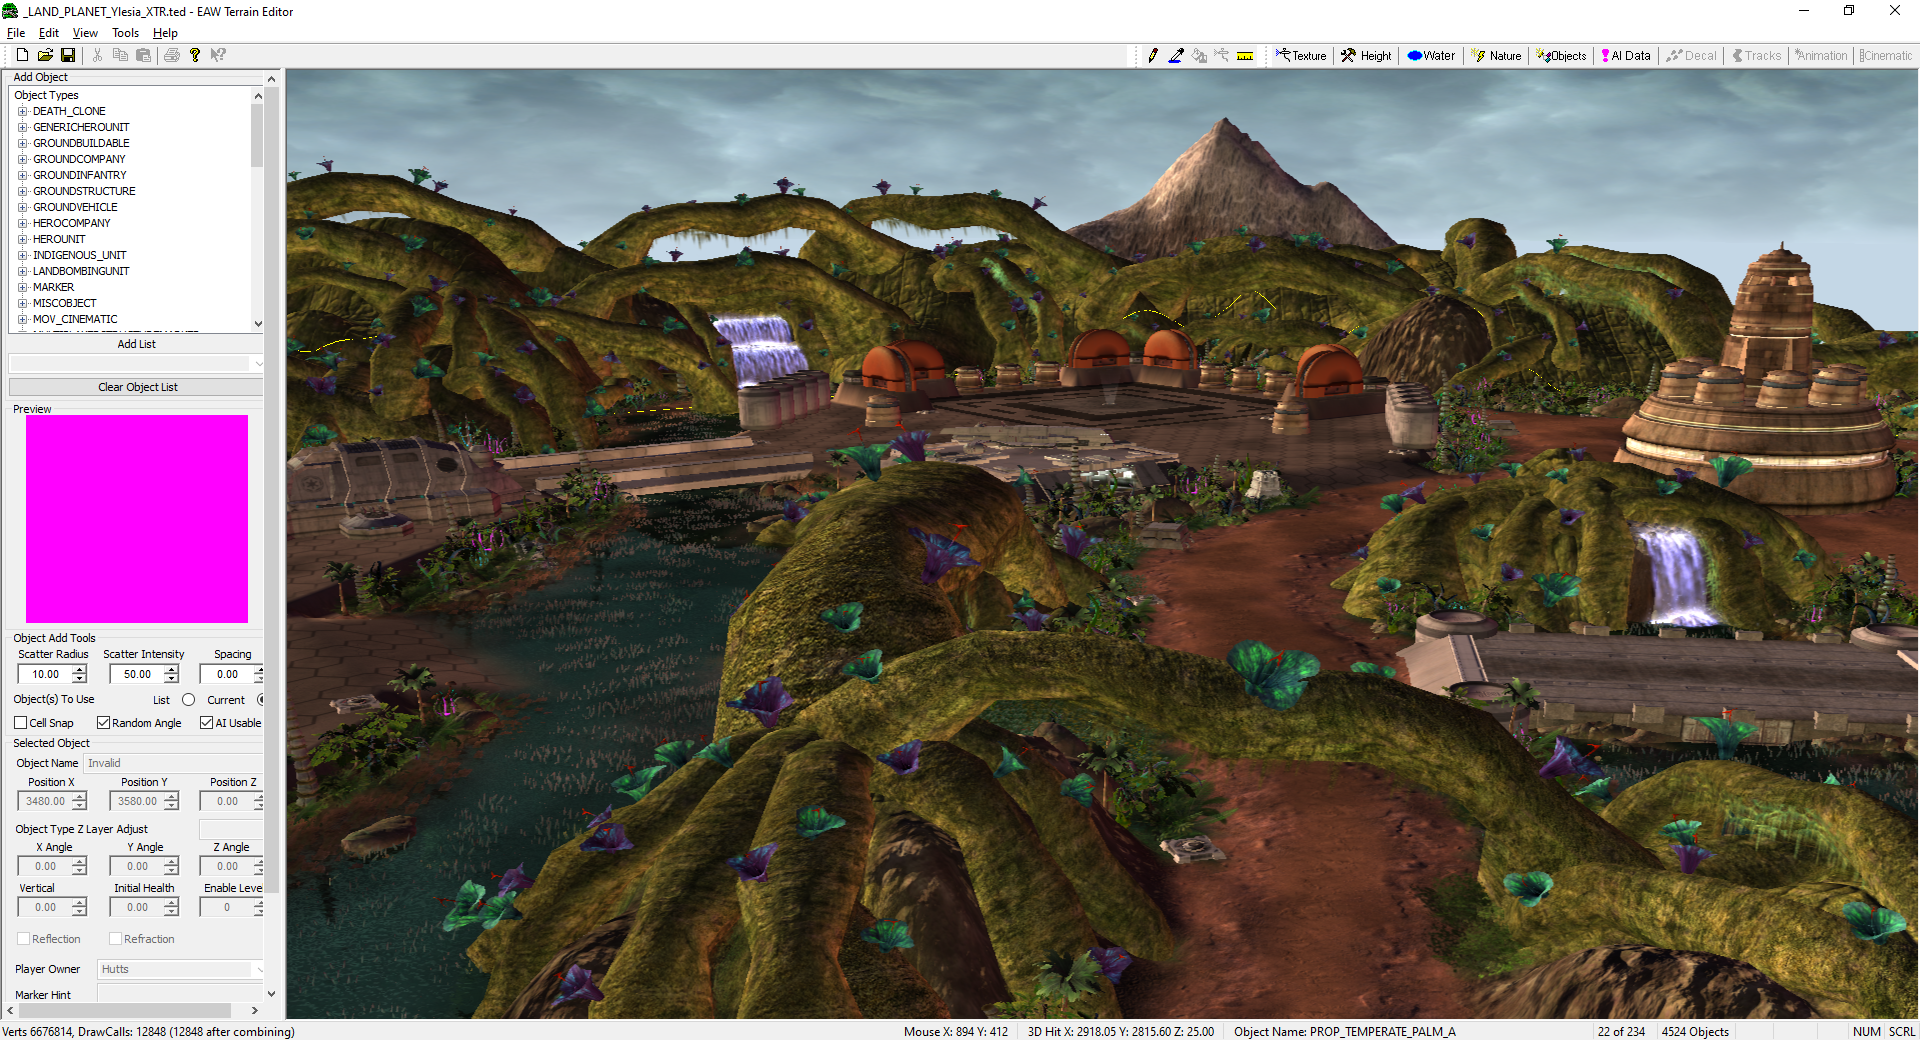 _LAND_PLANET_Ylesia_XTR.ted - EAW Terrain Editor
File Edit View Tools Help
Texture Height Water Nature Objects AI Data Decal Tracks Animation Cinematic
Add Object
Object Types
DEATH_CLONE
GENERICHEROUNIT
GROUNDBUILDABLE
GROUNDCOMPANY
GROUNDINFANTRY
GROUNDSTRUCTURE
GROUNDVEHICLE
HEROCOMPANY
HEROUNIT
INDIGENOUS_UNIT
LANDBOMBINGUNIT
MARKER
MISCOBJECT
MOV_CINEMATIC
Add List
Clear Object List
Preview
Object Add Tools
Scatter Radius Scatter Intensity Spacing
10.00 50.00 0.00
Object(s) To Use List Current
Cell Snap Random Angle AI Usable
Selected Object
Object Name Invalid
Position X Position Y Position Z
3480.00 3580.00 0.00
Object Type Z Layer Adjust
X Angle Y Angle Z Angle
0.00 0.00 0.00
Vertical Initial Health Enable Level
0.00 0.00 0
Reflection Refraction
Player Owner Hutts
Marker Hint
Verts 6676814, DrawCalls: 12848 (12848 after combining) Mouse X: 894 Y: 412 3D Hit X: 2918.05 Y: 2815.60 Z: 25.00 Object Name: PROP_TEMPERATE_PALM_A 22 of 234 4524 Objects NUM SCRL